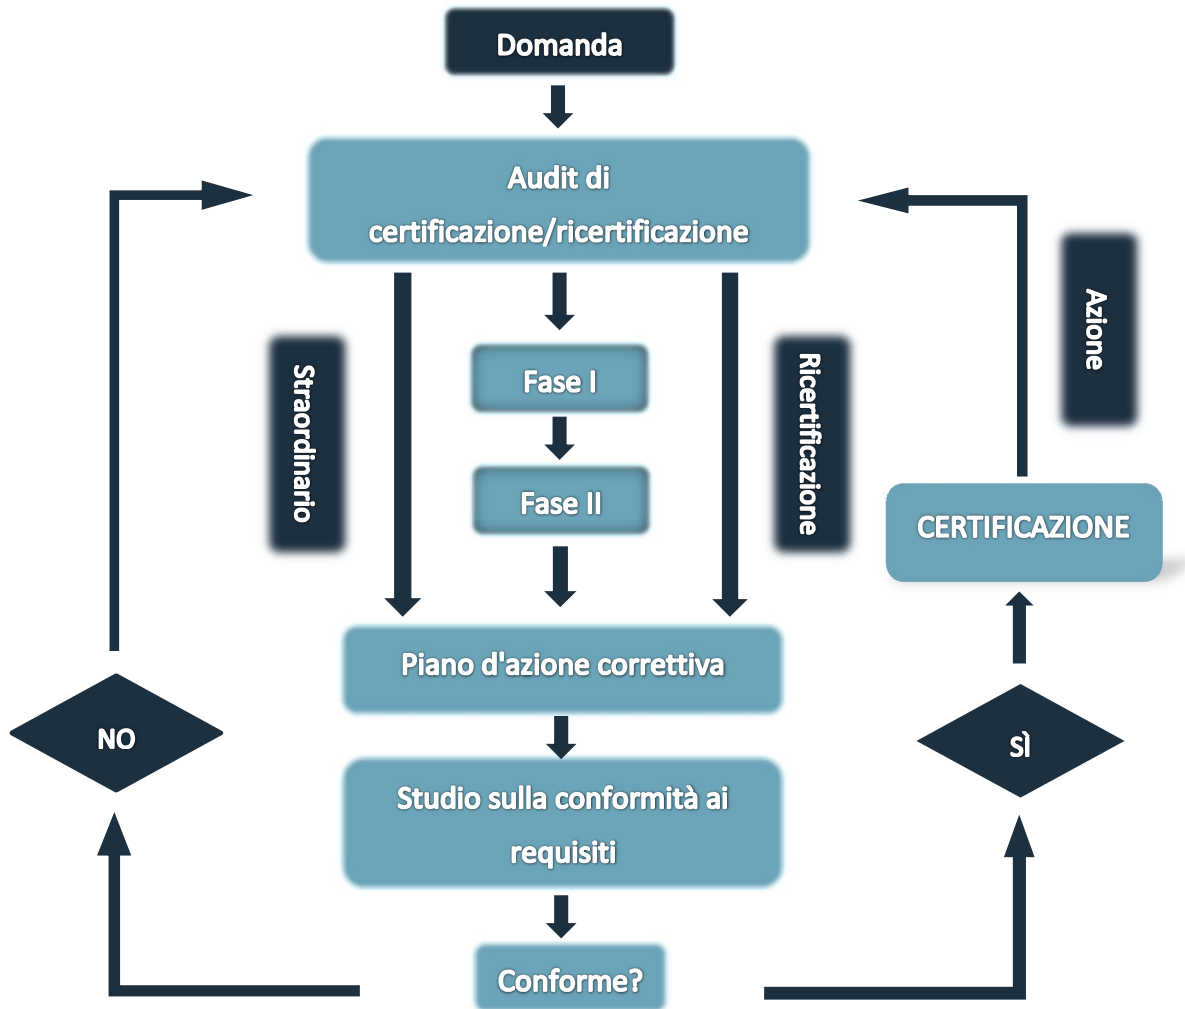 Domanda
Audit di
certificazione/ricertificazione
Azione
Straordinario
Fase I
Ricertificazione
Fase II
CERTIFICAZIONE
Piano d'azione correttiva
NO
SÌ
Studio sulla conformità ai
requisiti
Conforme?